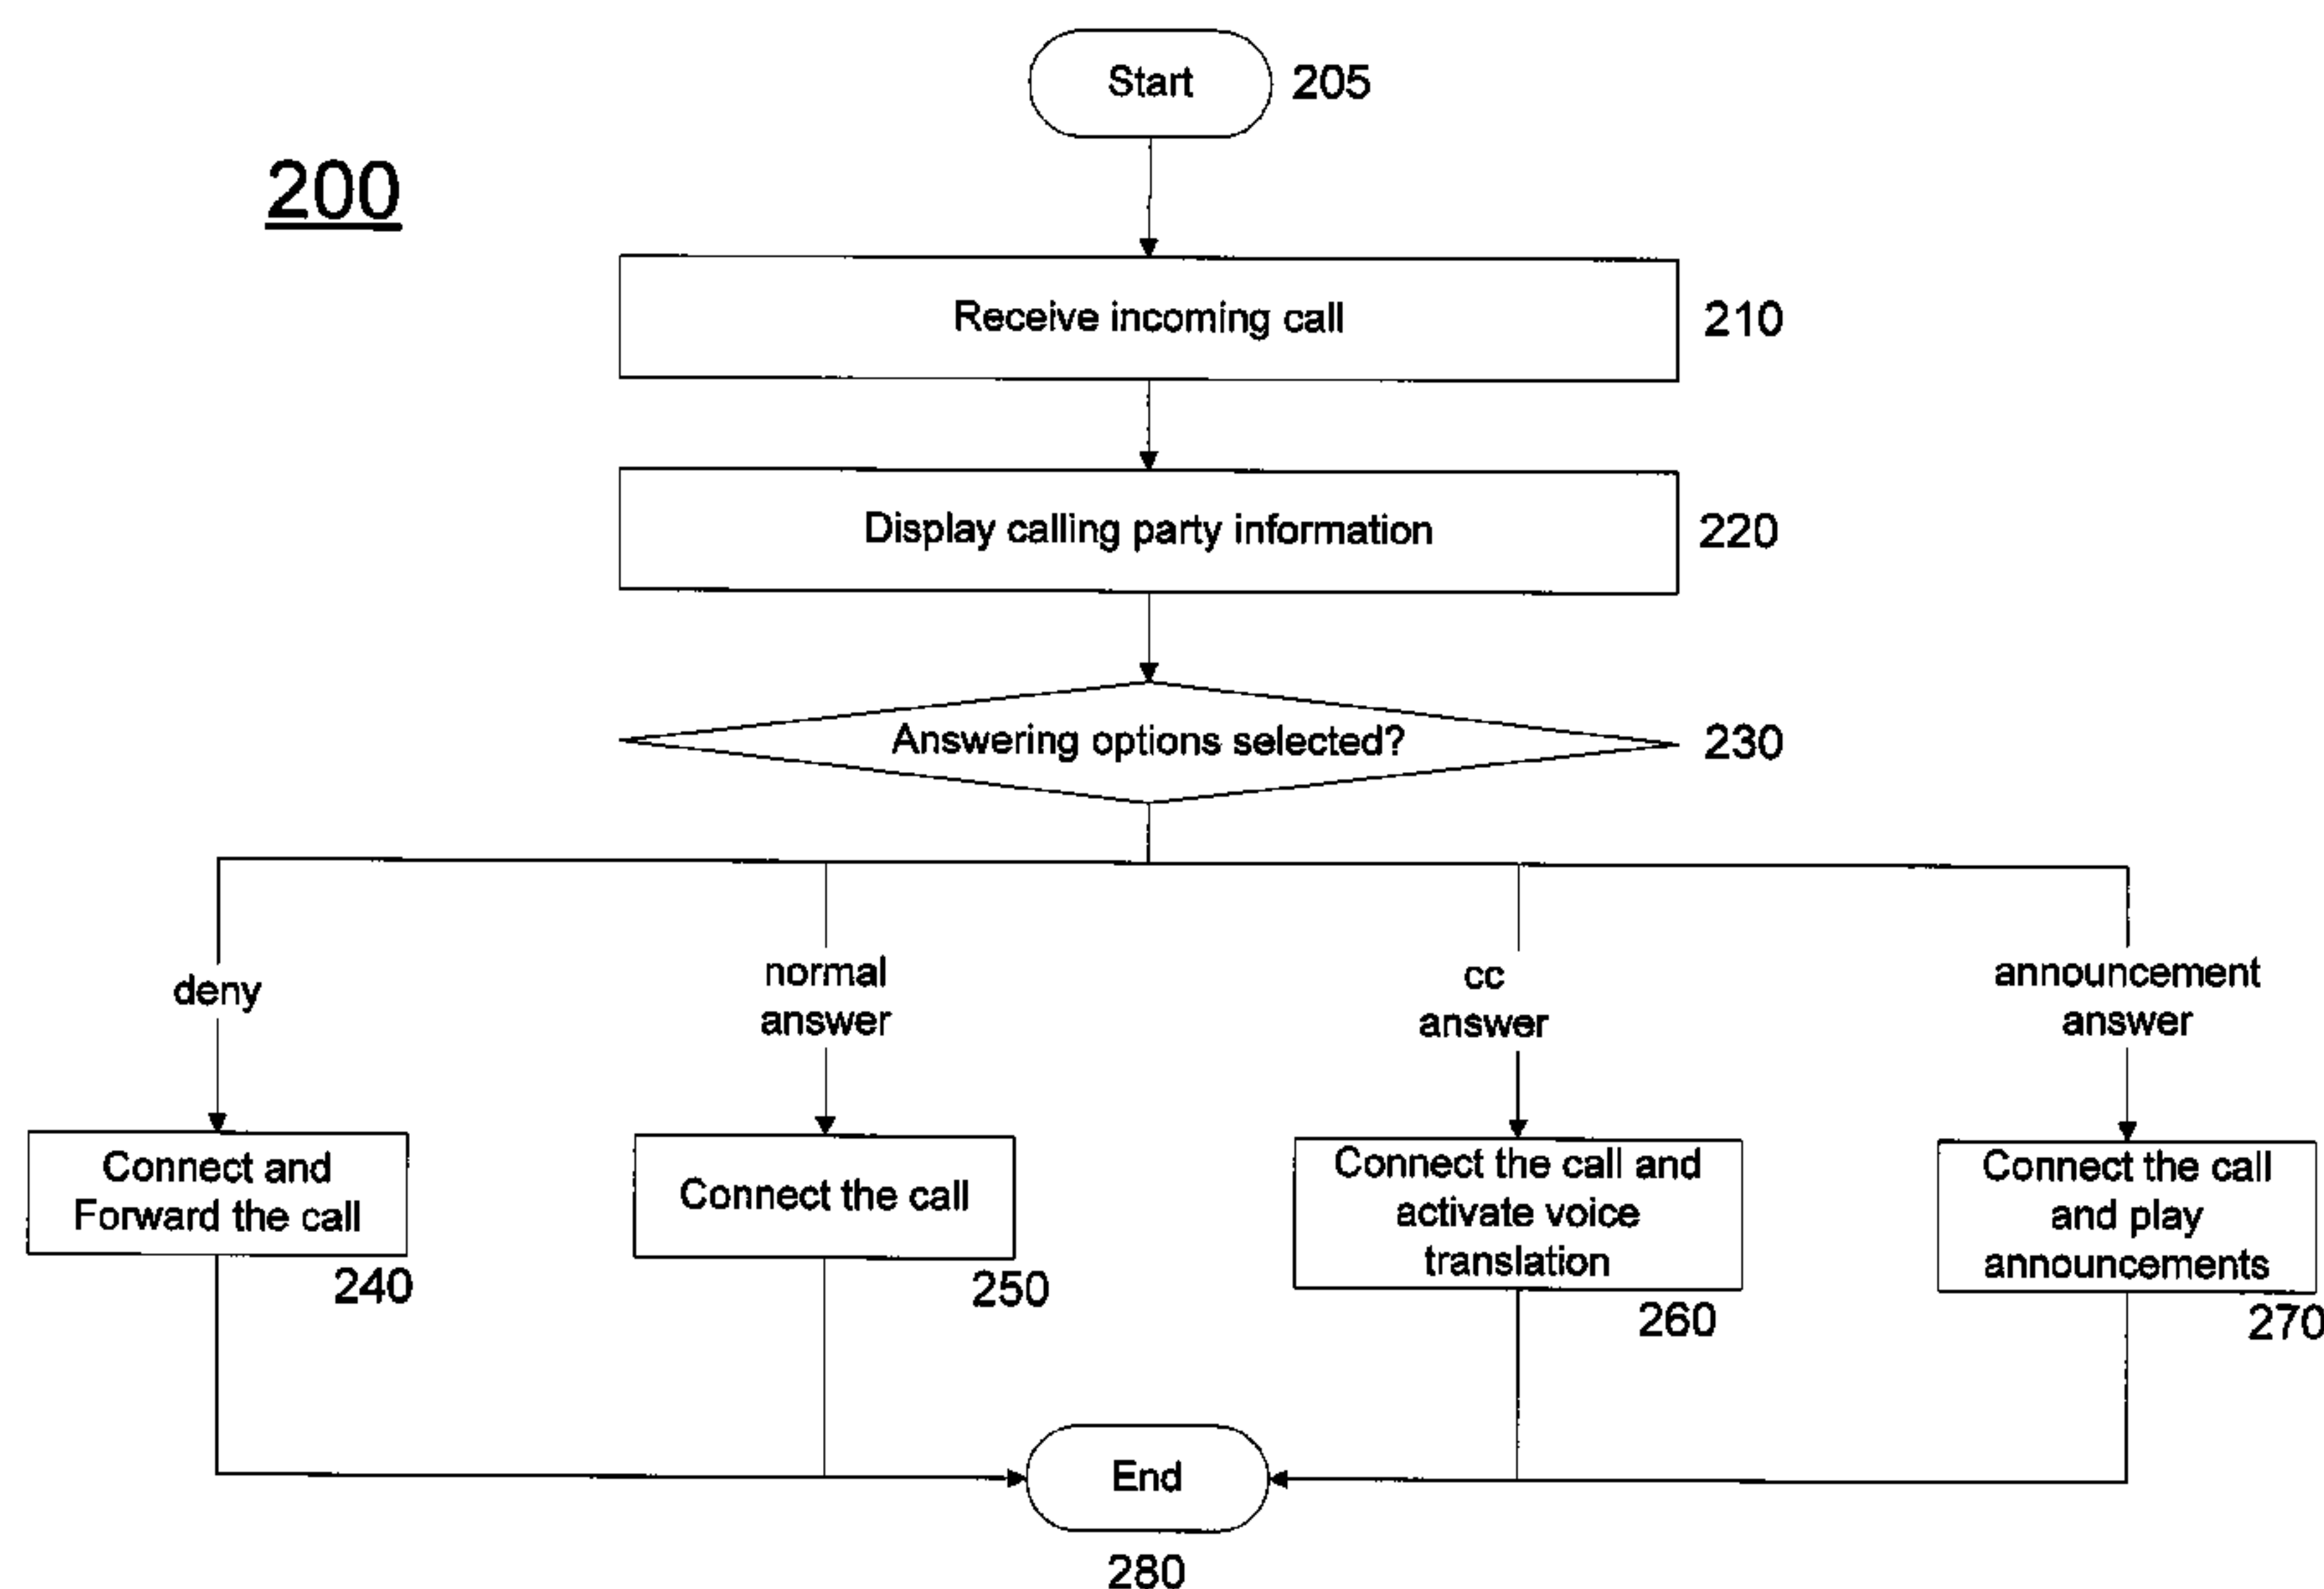 Start 205
200
Receive incoming call 210
Display calling party information 220
Answering options selected? 230
deny
normal
answer
cc
answer
announcement
answer
Connect and
Forward the call
240
Connect the call
250
Connect the call and
activate voice
translation
260
Connect the call
and play
announcements
270
End
280